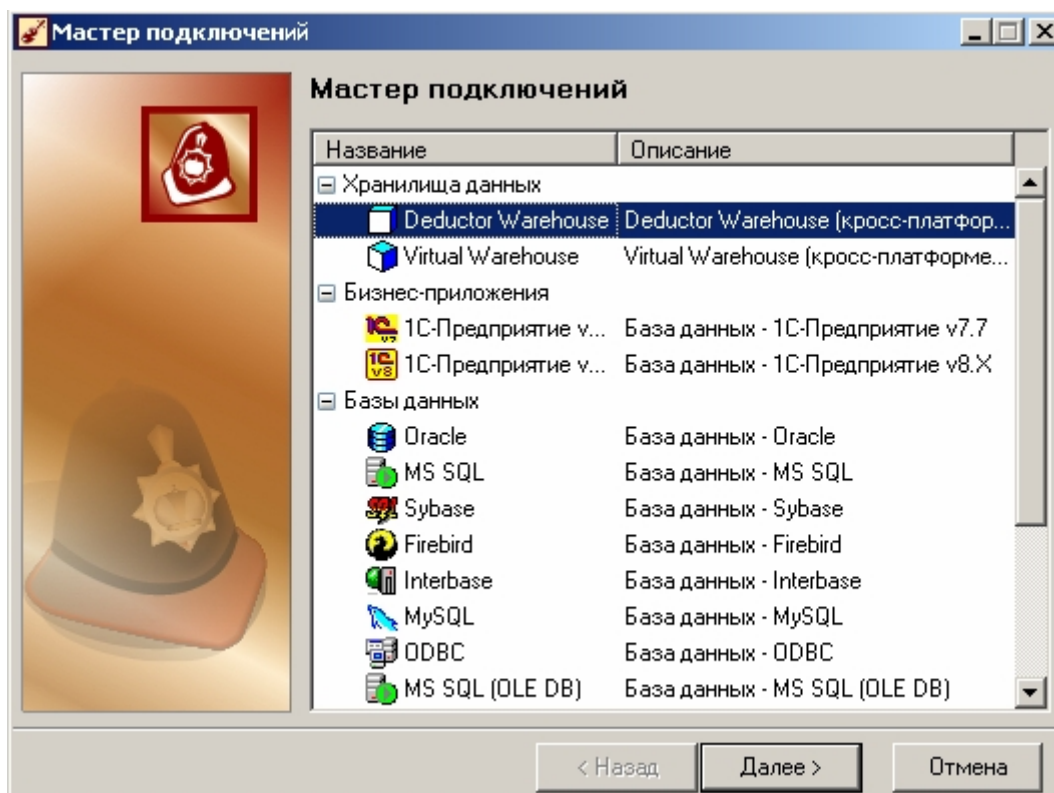 Мастер подключений
Мастер подключений
Название Описание
Хранилища данных
Deductor Warehouse Deductor Warehouse (кросс-платфор...
Virtual Warehouse Virtual Warehouse (кросс-платформе...
Бизнес-приложения
1С-Предприятие v... База данных - 1С-Предприятие v7.7
1С-Предприятие v... База данных - 1С-Предприятие v8.X
Базы данных
Oracle База данных - Oracle
MS SQL База данных - MS SQL
Sybase База данных - Sybase
Firebird База данных - Firebird
Interbase База данных - Interbase
MySQL База данных - MySQL
ODBC База данных - ODBC
MS SQL (OLE DB) База данных - MS SQL (OLE DB)
< Назад Далее > Отмена